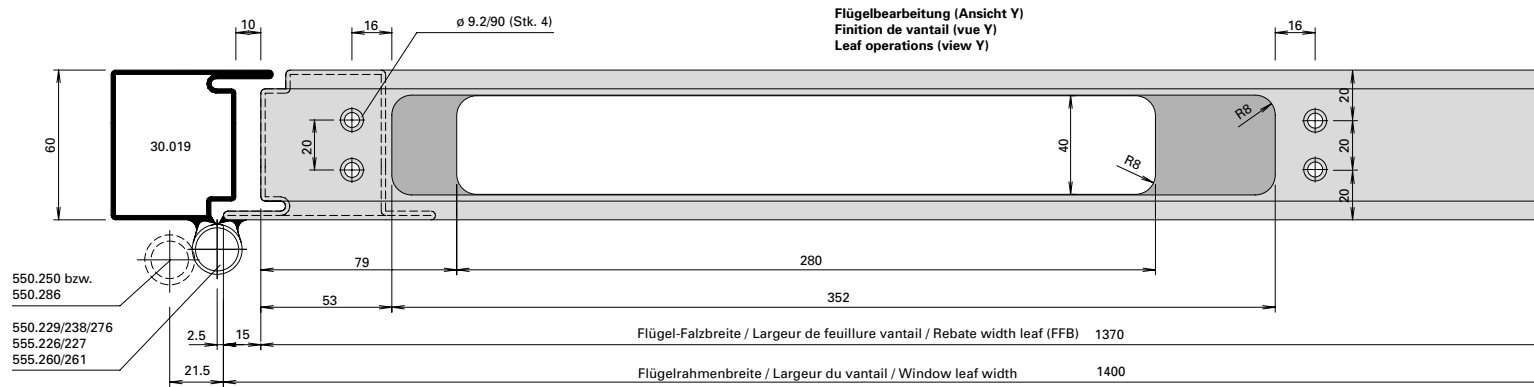 Flügelbearbeitung (Ansicht Y)
Finition de vantail (vue Y)
Leaf operations (view Y)
10
16
ø 9.2/90 (Stk. 4)
16
60
30.019
20
40
R8
R8
20
20
20
79
280
550.250 bzw.
550.286
53
352
550.229/238/276
555.226/227
555.260/261
2.5
15
Flügel-Falzbreite / Largeur de feuillure vantail / Rebate width leaf (FFB) 1370
21.5
Flügelrahmenbreite / Largeur du vantail / Window leaf width 1400